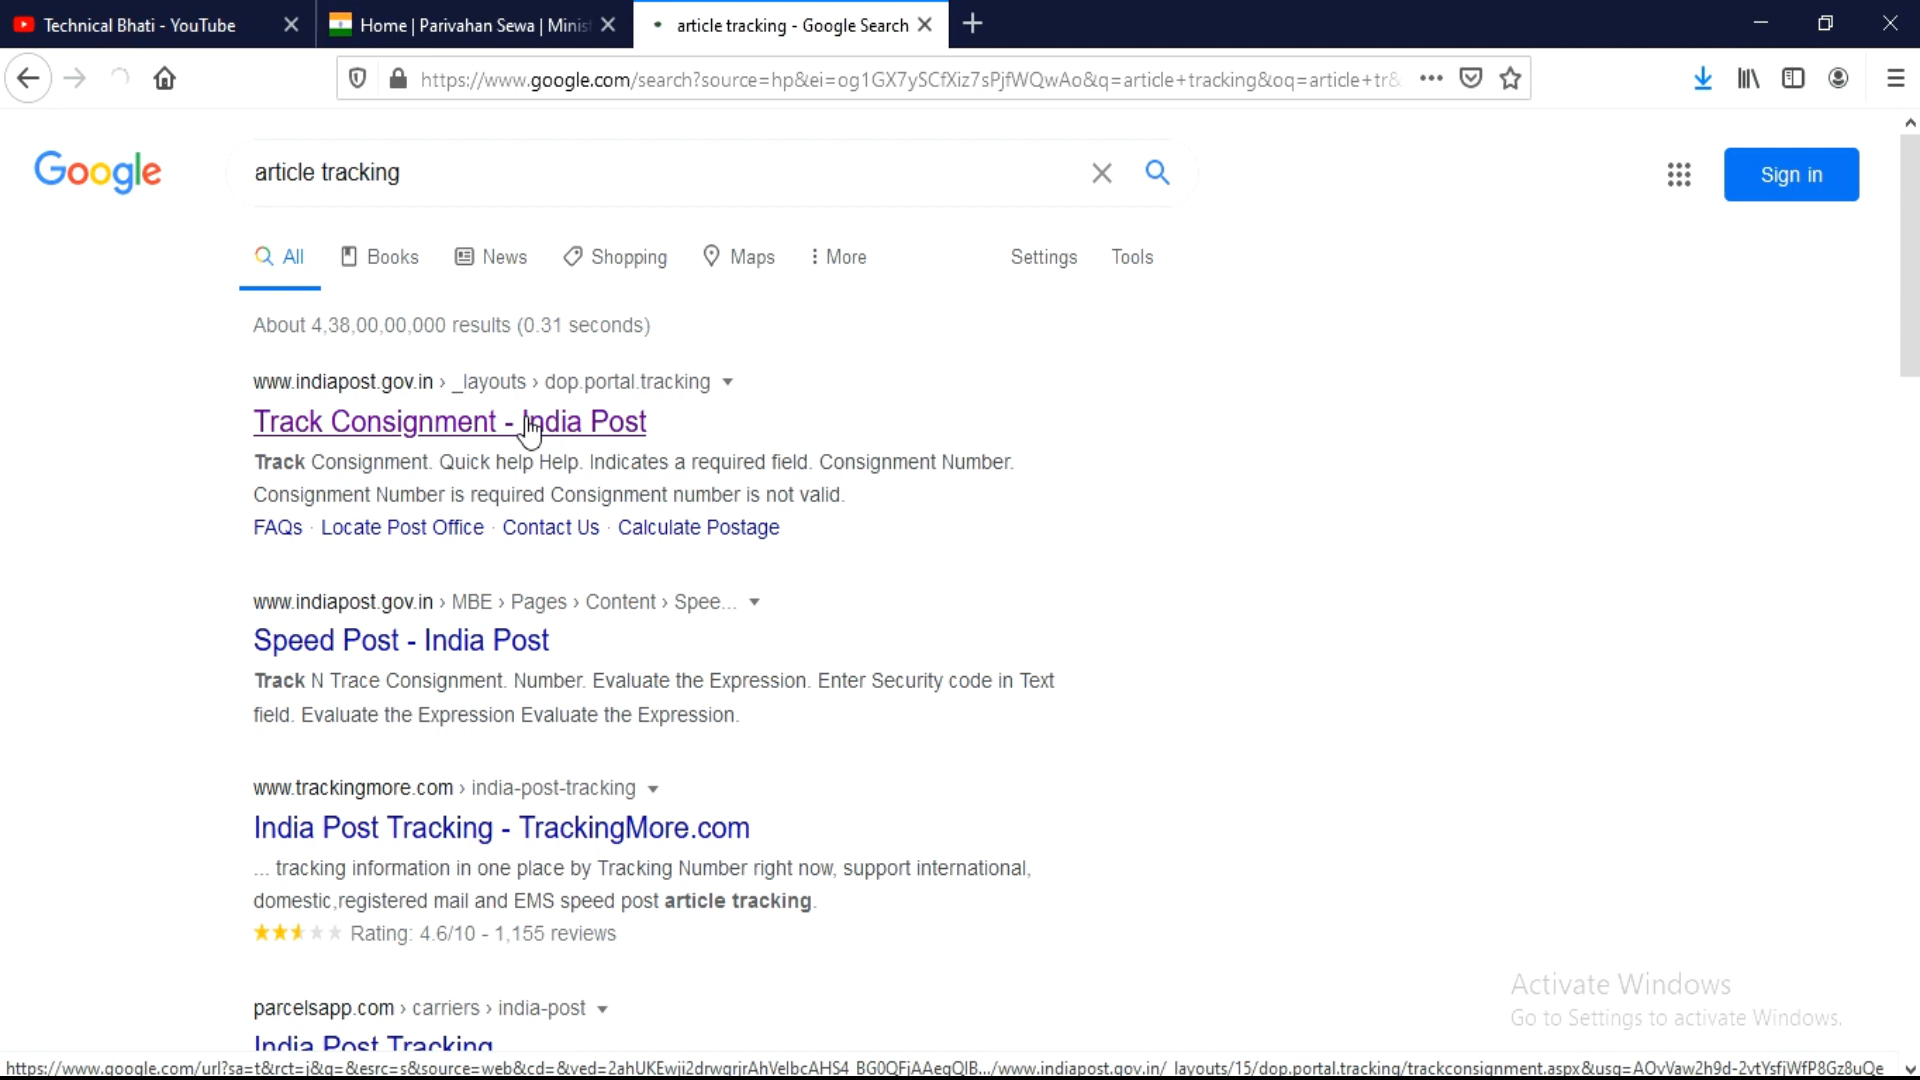 Technical Bhati - YouTube
Home | Parivahan Sewa | Minis
article tracking - Google Search
https://www.google.com/search?source=hp&ei=og1GX7ySCfXiz7sPjfWQwAo&q=article+tracking&oq=article+tr&
Google
article tracking
Sign in
All
Books
News
Shopping
Maps
More
Settings
Tools
About 4,38,00,00,000 results (0.31 seconds)
www.indiapost.gov.in › _layouts › dop.portal.tracking
Track Consignment - India Post
Track Consignment. Quick help Help. Indicates a required field. Consignment Number.
Consignment Number is required Consignment number is not valid.
FAQs · Locate Post Office · Contact Us · Calculate Postage
www.indiapost.gov.in › MBE › Pages › Content › Spee...
Speed Post - India Post
Track N Trace Consignment. Number. Evaluate the Expression. Enter Security code in Text
field. Evaluate the Expression Evaluate the Expression.
www.trackingmore.com › india-post-tracking
India Post Tracking - TrackingMore.com
... tracking information in one place by Tracking Number right now, support international,
domestic,registered mail and EMS speed post article tracking.
Rating: 4.6/10 - 1,155 reviews
parcelsapp.com › carriers › india-post
India Post Tracking
Activate Windows
Go to Settings to activate Windows.
https://www.google.com/url?sa=t&rct=j&q=&esrc=s&source=web&cd=&ved=2ahUKEwji2drwqrjrAhVelbcAHS4_BG0QFjAAegQIB.../www.indiapost.gov.in/_layouts/15/dop.portal.tracking/trackconsignment.aspx&usg=AOvVaw2h9d-2vtYsfjWfP8Gz8uQe